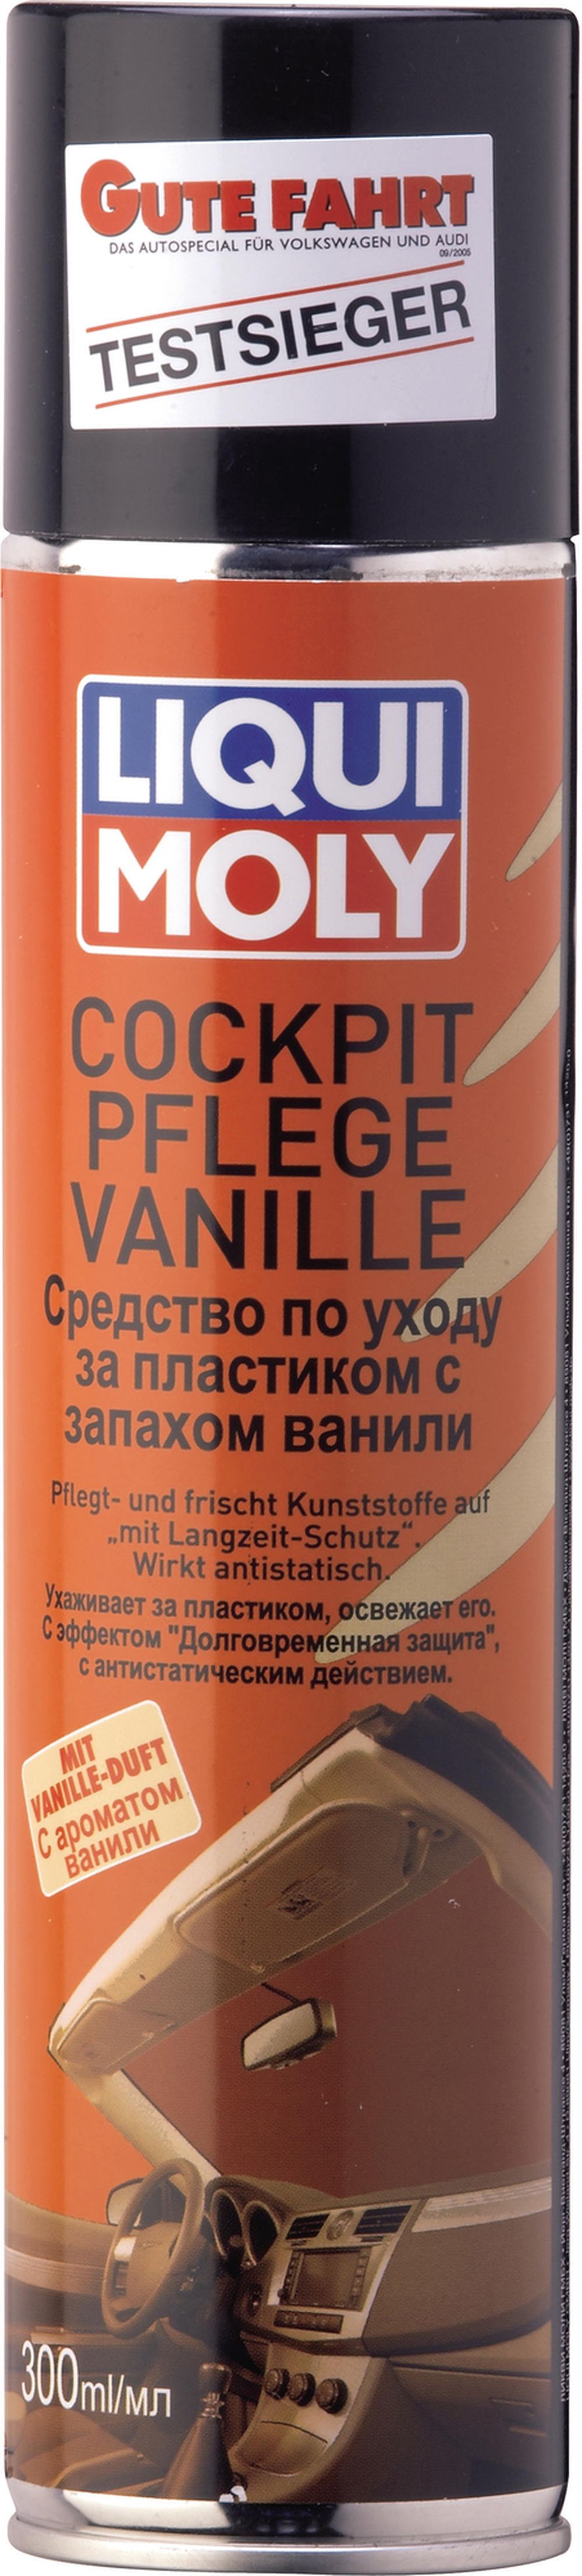 GUTE FAHRT
DAS AUTOSPECIAL FÜR VOLKSWAGEN UND AUDI
09/2005
TESTSIEGER
LIQUI
MOLY
COCKPIT
PFLEGE
VANILLE
Средство по уходу
за пластиком с
запахом ванили
Pflegt- und frischt Kunststoffe auf
„mit Langzeit-Schutz“.
Wirkt antistatisch.
Ухаживает за пластиком, освежает его.
С эффектом "Долговременная защита",
с антистатическим действием.
MIT
VANILLE-DUFT
С ароматом
ванили
300ml/мл